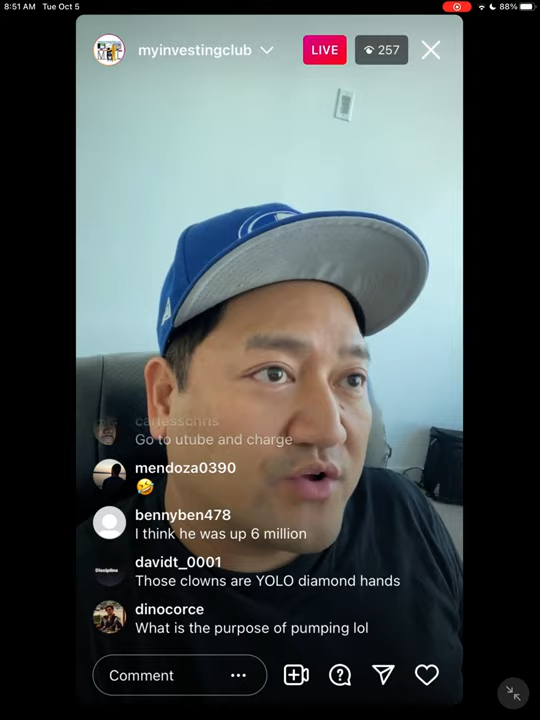 8:51 AM Tue Oct 5
88%
myinvestingclub
LIVE
257
carlesschris
Go to utube and charge
mendoza0390
🤣
bennyben478
I think he was up 6 million
davidt_0001
Discipline
Those clowns are YOLO diamond hands
dinocorce
What is the purpose of pumping lol
Comment